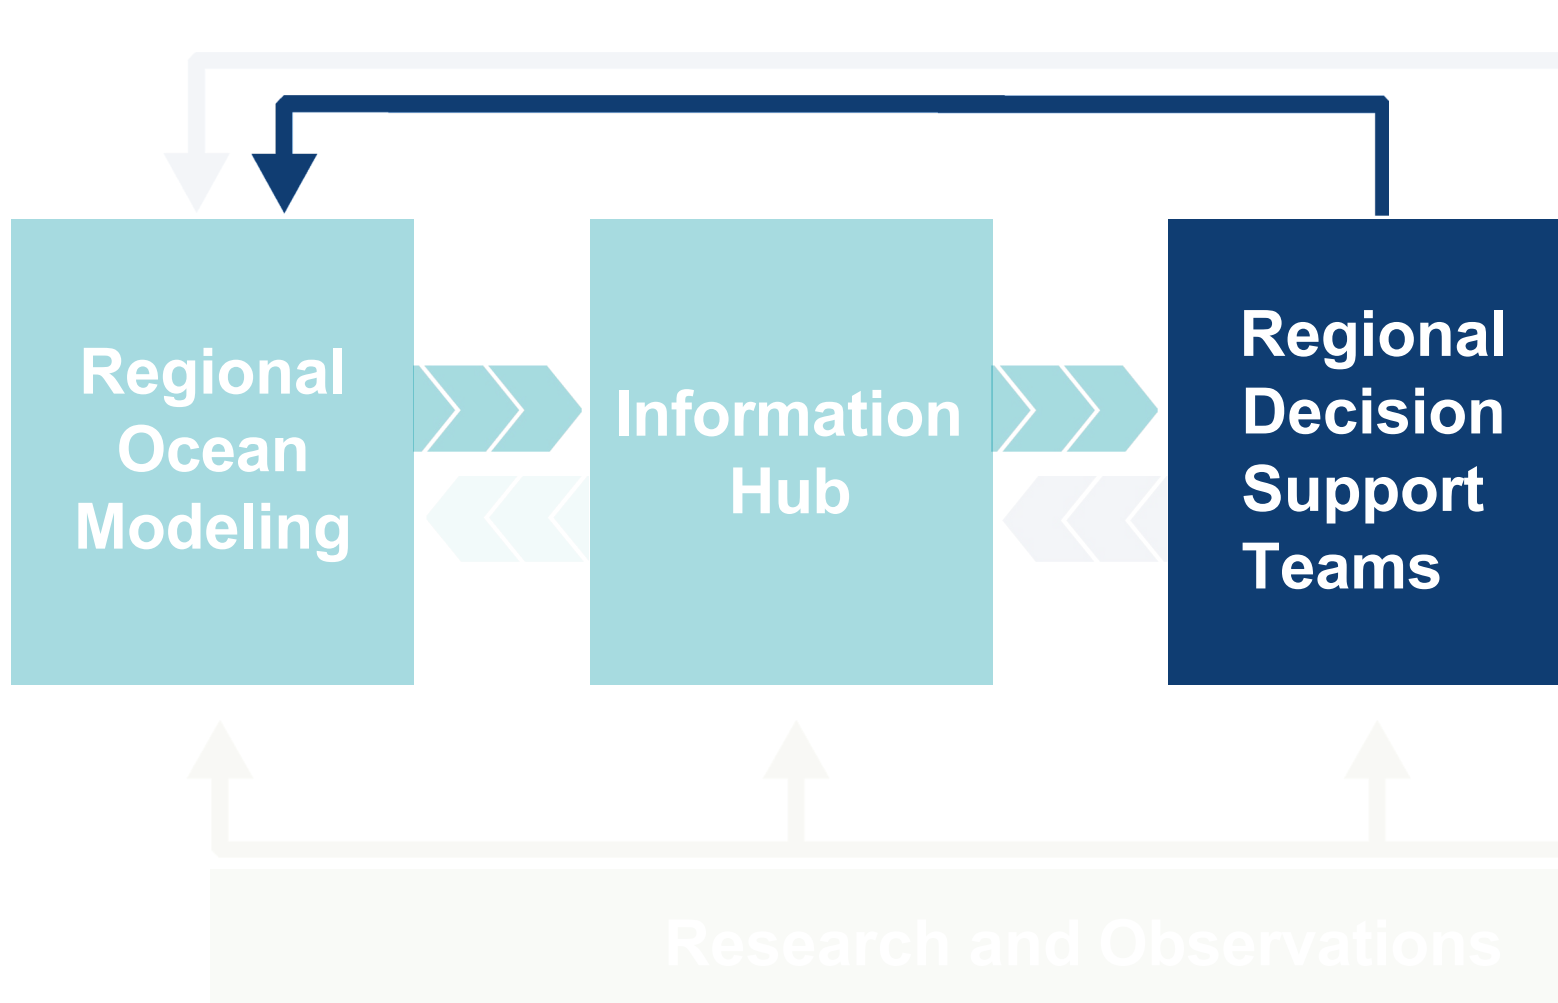 Regional
Ocean
Modeling
Information
Hub
Regional
Decision
Support
Teams
Research and Observations